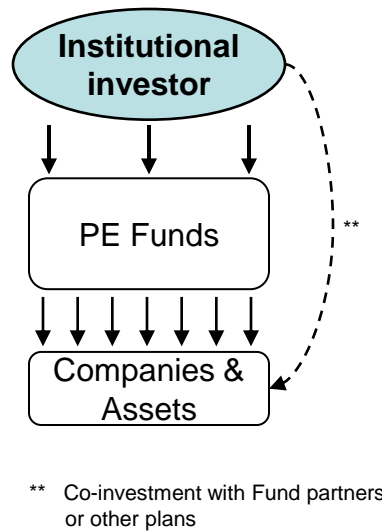 Institutional
investor
PE Funds
**
Companies &
Assets
** Co-investment with Fund partners
or other plans